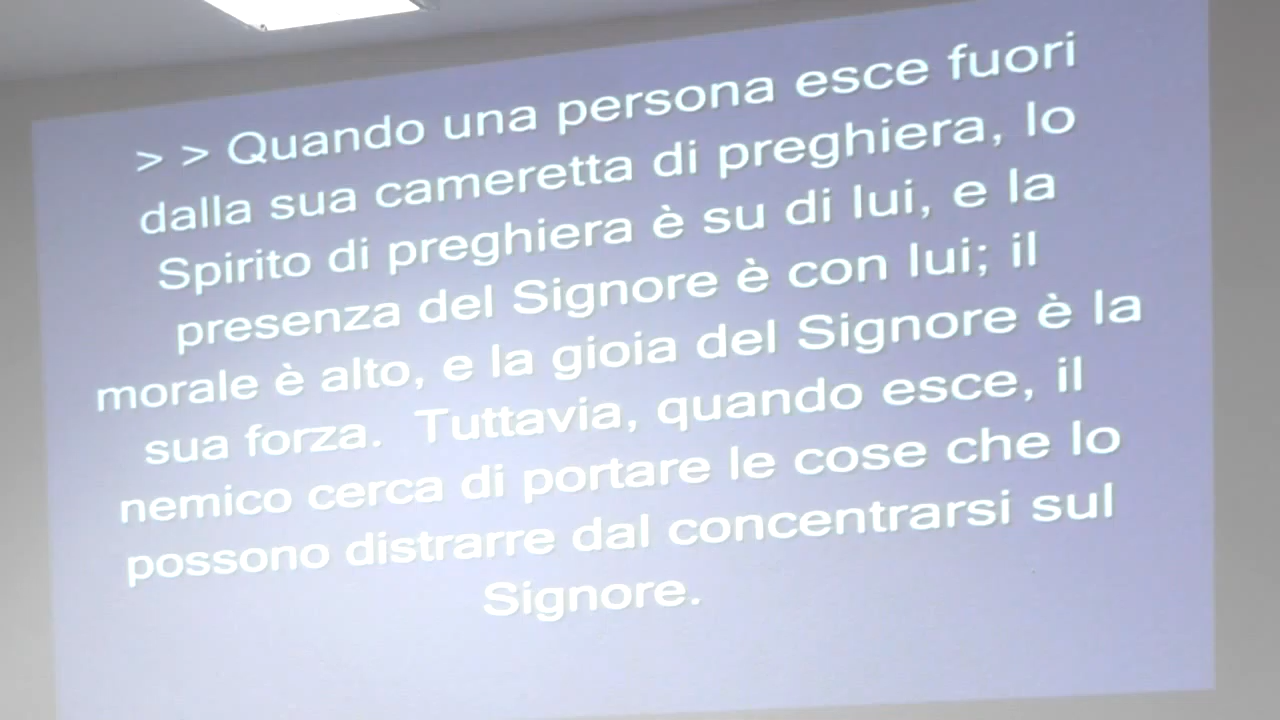 > > Quando una persona esce fuori
dalla sua cameretta di preghiera, lo
Spirito di preghiera è su di lui, e la
presenza del Signore è con lui; il
morale è alto, e la gioia del Signore è la
sua forza. Tuttavia, quando esce, il
nemico cerca di portare le cose che lo
possono distrarre dal concentrarsi sul
Signore.